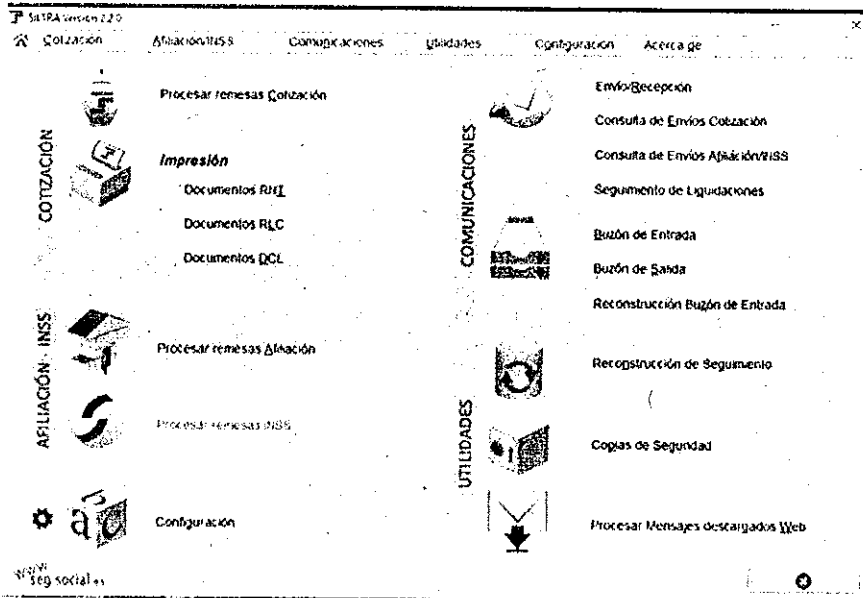 SILTRA Version 2.2.0
Cotización Afiliación/INSS Comunicaciones Utilidades Configuración Acerca de
COTIZACIÓN
Procesar remesas Cotización
Impresión
Documentos RNT
Documentos RLC
Documentos DCL
AFILIACIÓN - INSS
Procesar remesas Afiliación
Procesar remesas INSS
Configuración
www
seg-social.es
COMUNICACIONES
Envío/Recepción
Consulta de Envíos Cotización
Consulta de Envíos Afiliación/INSS
Seguimiento de Liquidaciones
Buzón de Entrada
Buzón de Salida
Reconstrucción Buzón de Entrada
UTILIDADES
Reconstrucción de Seguimiento
Copias de Seguridad
Procesar Mensajes descargados Web